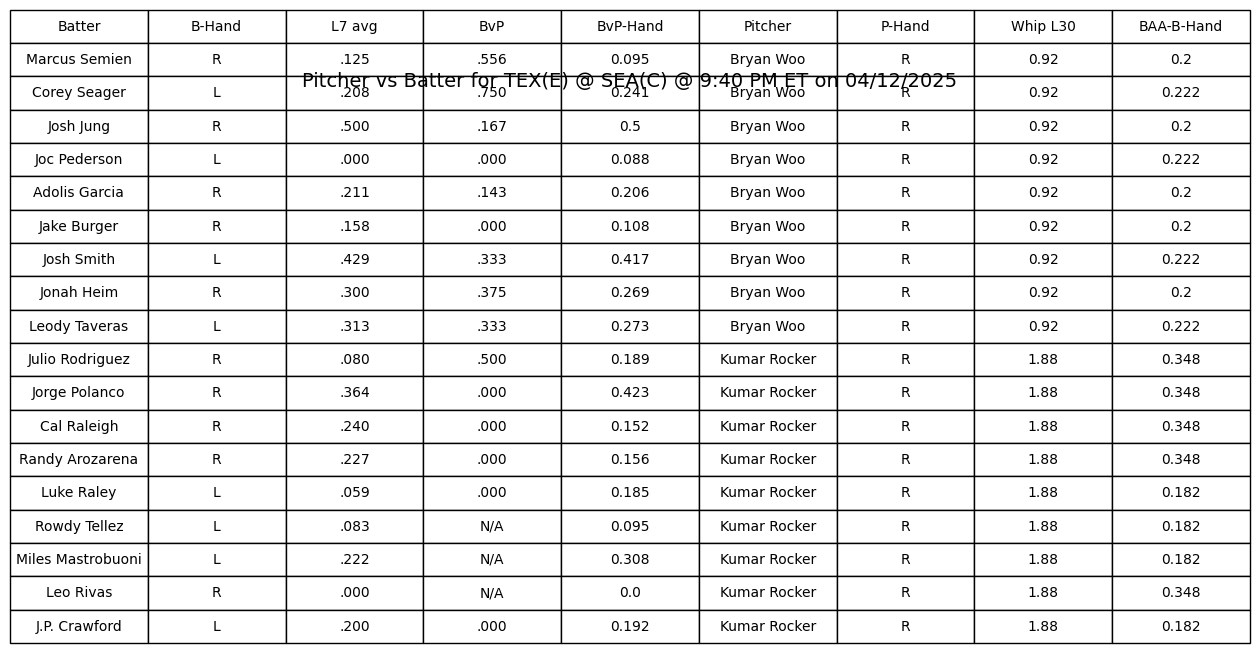 Batter B-Hand L7 avg BvP BvP-Hand Pitcher P-Hand Whip L30 BAA-B-Hand
Marcus Semien R .125 .556 0.095 Bryan Woo R 0.92 0.2
Pitcher vs Batter for TEX(E) @ SEA(C) @ 9:40 PM ET on 04/12/2025
Corey Seager L .208 .750 0.241 Bryan Woo R 0.92 0.222
Josh Jung R .500 .167 0.5 Bryan Woo R 0.92 0.2
Joc Pederson L .000 .000 0.088 Bryan Woo R 0.92 0.222
Adolis Garcia R .211 .143 0.206 Bryan Woo R 0.92 0.2
Jake Burger R .158 .000 0.108 Bryan Woo R 0.92 0.2
Josh Smith L .429 .333 0.417 Bryan Woo R 0.92 0.222
Jonah Heim R .300 .375 0.269 Bryan Woo R 0.92 0.2
Leody Taveras L .313 .333 0.273 Bryan Woo R 0.92 0.222
Julio Rodriguez R .080 .500 0.189 Kumar Rocker R 1.88 0.348
Jorge Polanco R .364 .000 0.423 Kumar Rocker R 1.88 0.348
Cal Raleigh R .240 .000 0.152 Kumar Rocker R 1.88 0.348
Randy Arozarena R .227 .000 0.156 Kumar Rocker R 1.88 0.348
Luke Raley L .059 .000 0.185 Kumar Rocker R 1.88 0.182
Rowdy Tellez L .083 N/A 0.095 Kumar Rocker R 1.88 0.182
Miles Mastrobuoni L .222 N/A 0.308 Kumar Rocker R 1.88 0.182
Leo Rivas R .000 N/A 0.0 Kumar Rocker R 1.88 0.348
J.P. Crawford L .200 .000 0.192 Kumar Rocker R 1.88 0.182